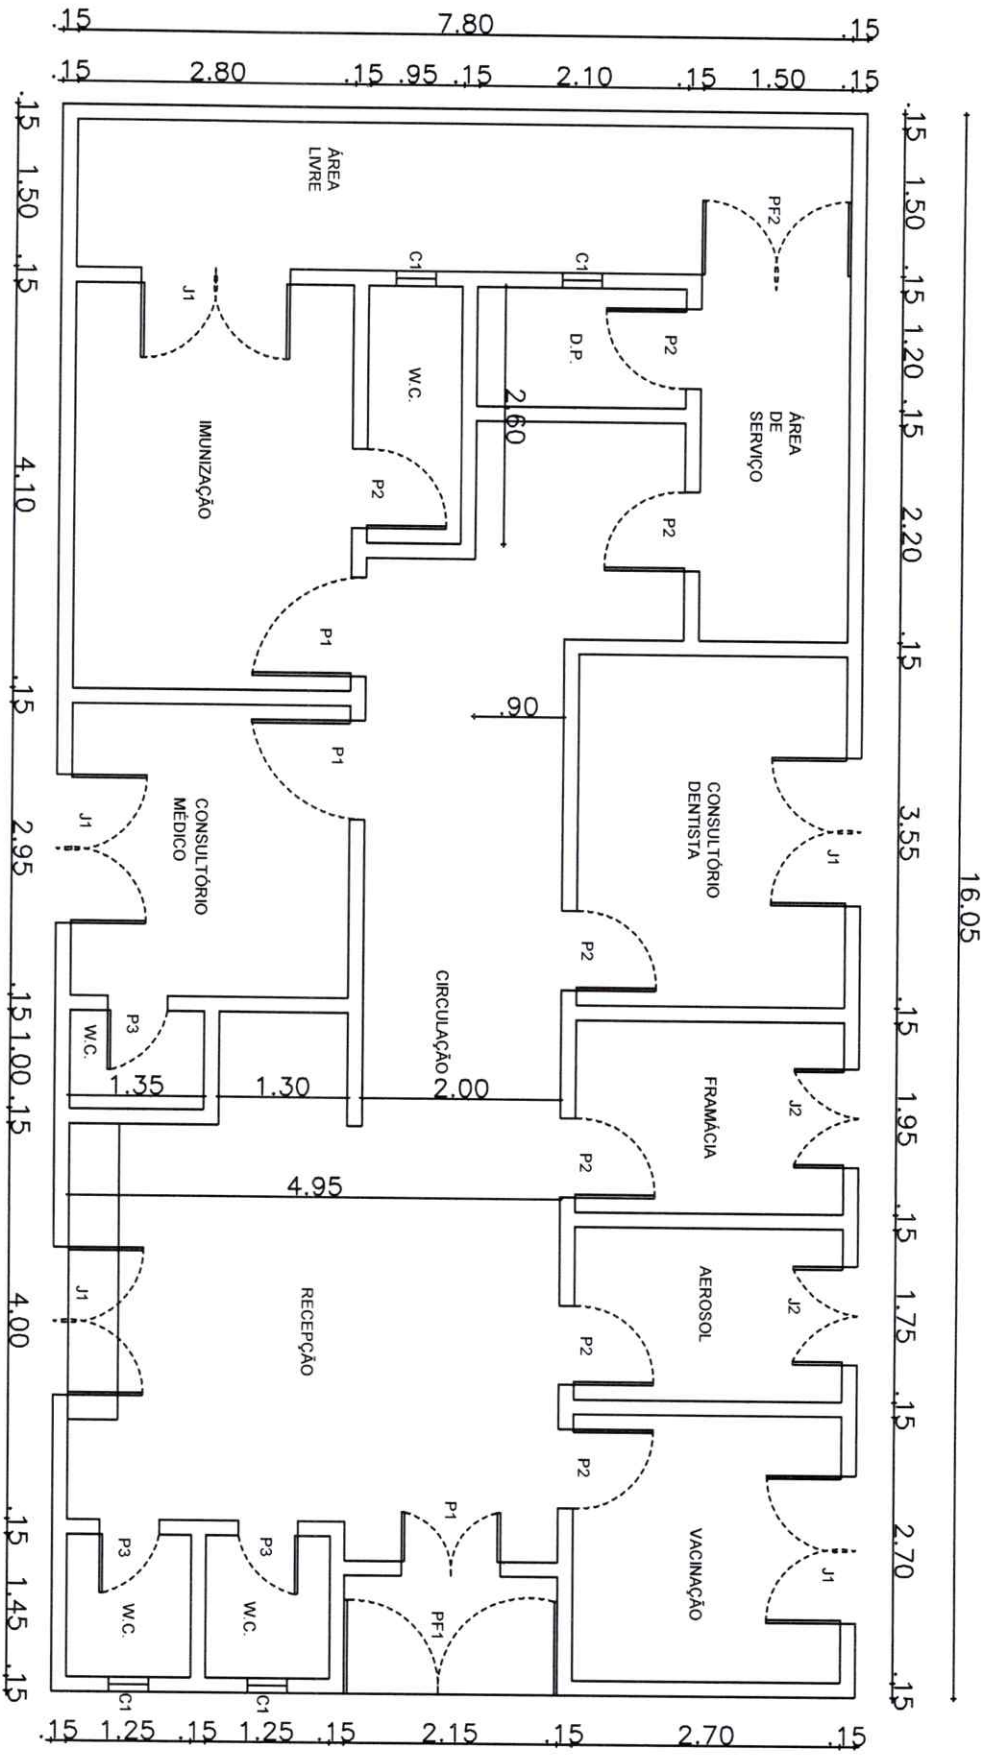 .15 7.80 .15
.15 2.80 .15 .95 .15 2.10 .15 1.50 .15
.15 1.50 .15 4.10 .15 2.95 .15 1.00 .15 4.00 .15 1.45 .15
.15 1.50 .15 1.20 .15 2.20 .15 3.55 .15 1.95 .15 1.75 .15 2.70 .15
16.05
ÁREA
LIVRE
PF2
C1
C1
J1
P2
D.P.
W.C.
2.60
ÁREA
DE
SERVIÇO
IMUNIZAÇÃO
P2
P2
P1
.90
P1
CONSULTÓRIO
MÉDICO
J1
CONSULTÓRIO
DENTISTA
J1
P2
CIRCULAÇÃO
P3
W.C.
1.35
1.30
2.00
FRAMÁCIA
J2
P2
4.95
AEROSOL
J2
P2
J1
RECEPÇÃO
P2
P1
VACINAÇÃO
J1
P3
P3
W.C.
W.C.
PF1
C1
C1
.15 1.25 .15 1.25 .15 2.15 .15 2.70 .15